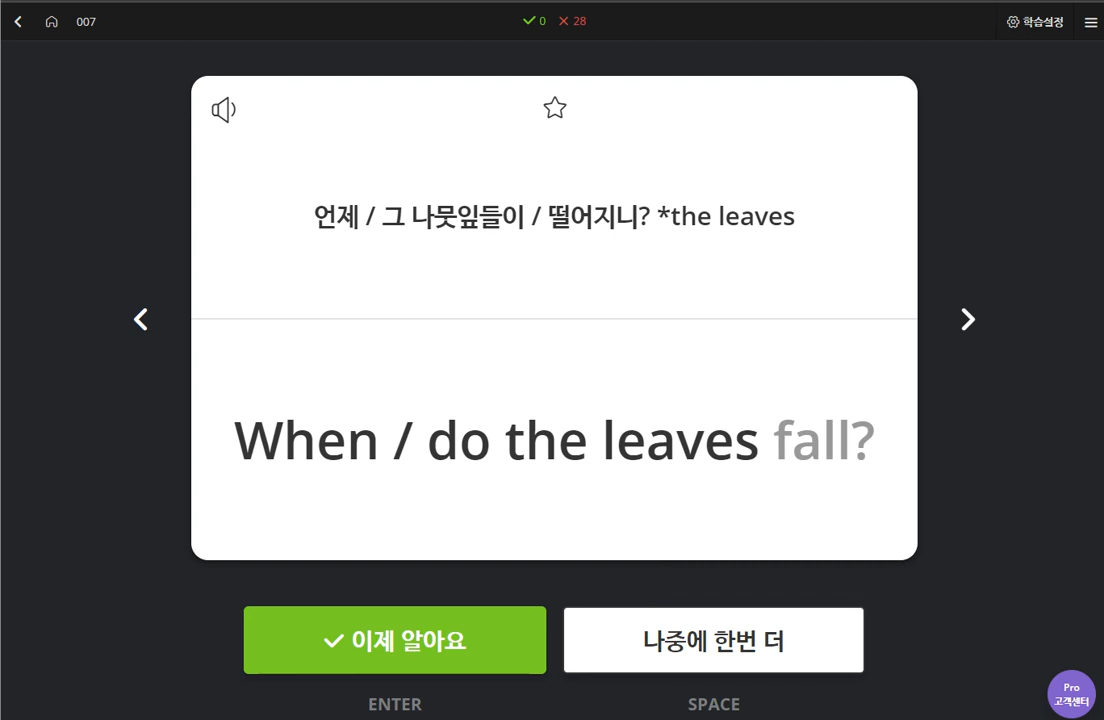 007
0
28
학습설정
언제 / 그 나뭇잎들이 / 떨어지니? *the leaves
When / do the leaves fall?
이제 알아요
나중에 한번 더
ENTER
SPACE
Pro
고객센터